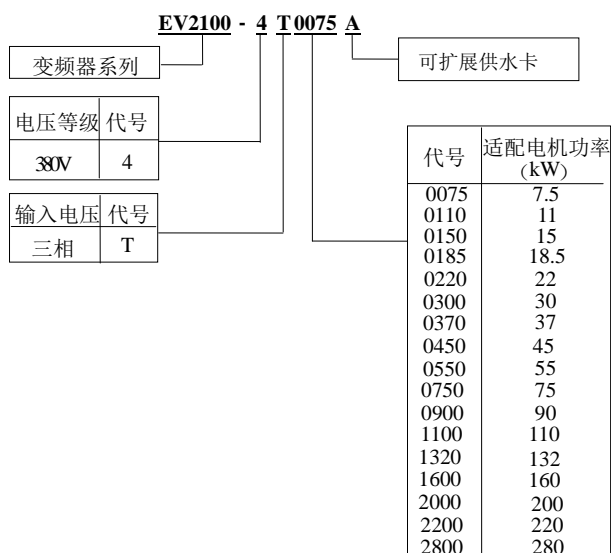 EV2100 - 4 T 0075 A
变频器系列
可扩展供水卡
电压等级 代号
380V 4
输入电压 代号
三相 T
代号 适配电机功率
(kW)
0075 7.5
0110 11
0150 15
0185 18.5
0220 22
0300 30
0370 37
0450 45
0550 55
0750 75
0900 90
1100 110
1320 132
1600 160
2000 200
2200 220
2800 280